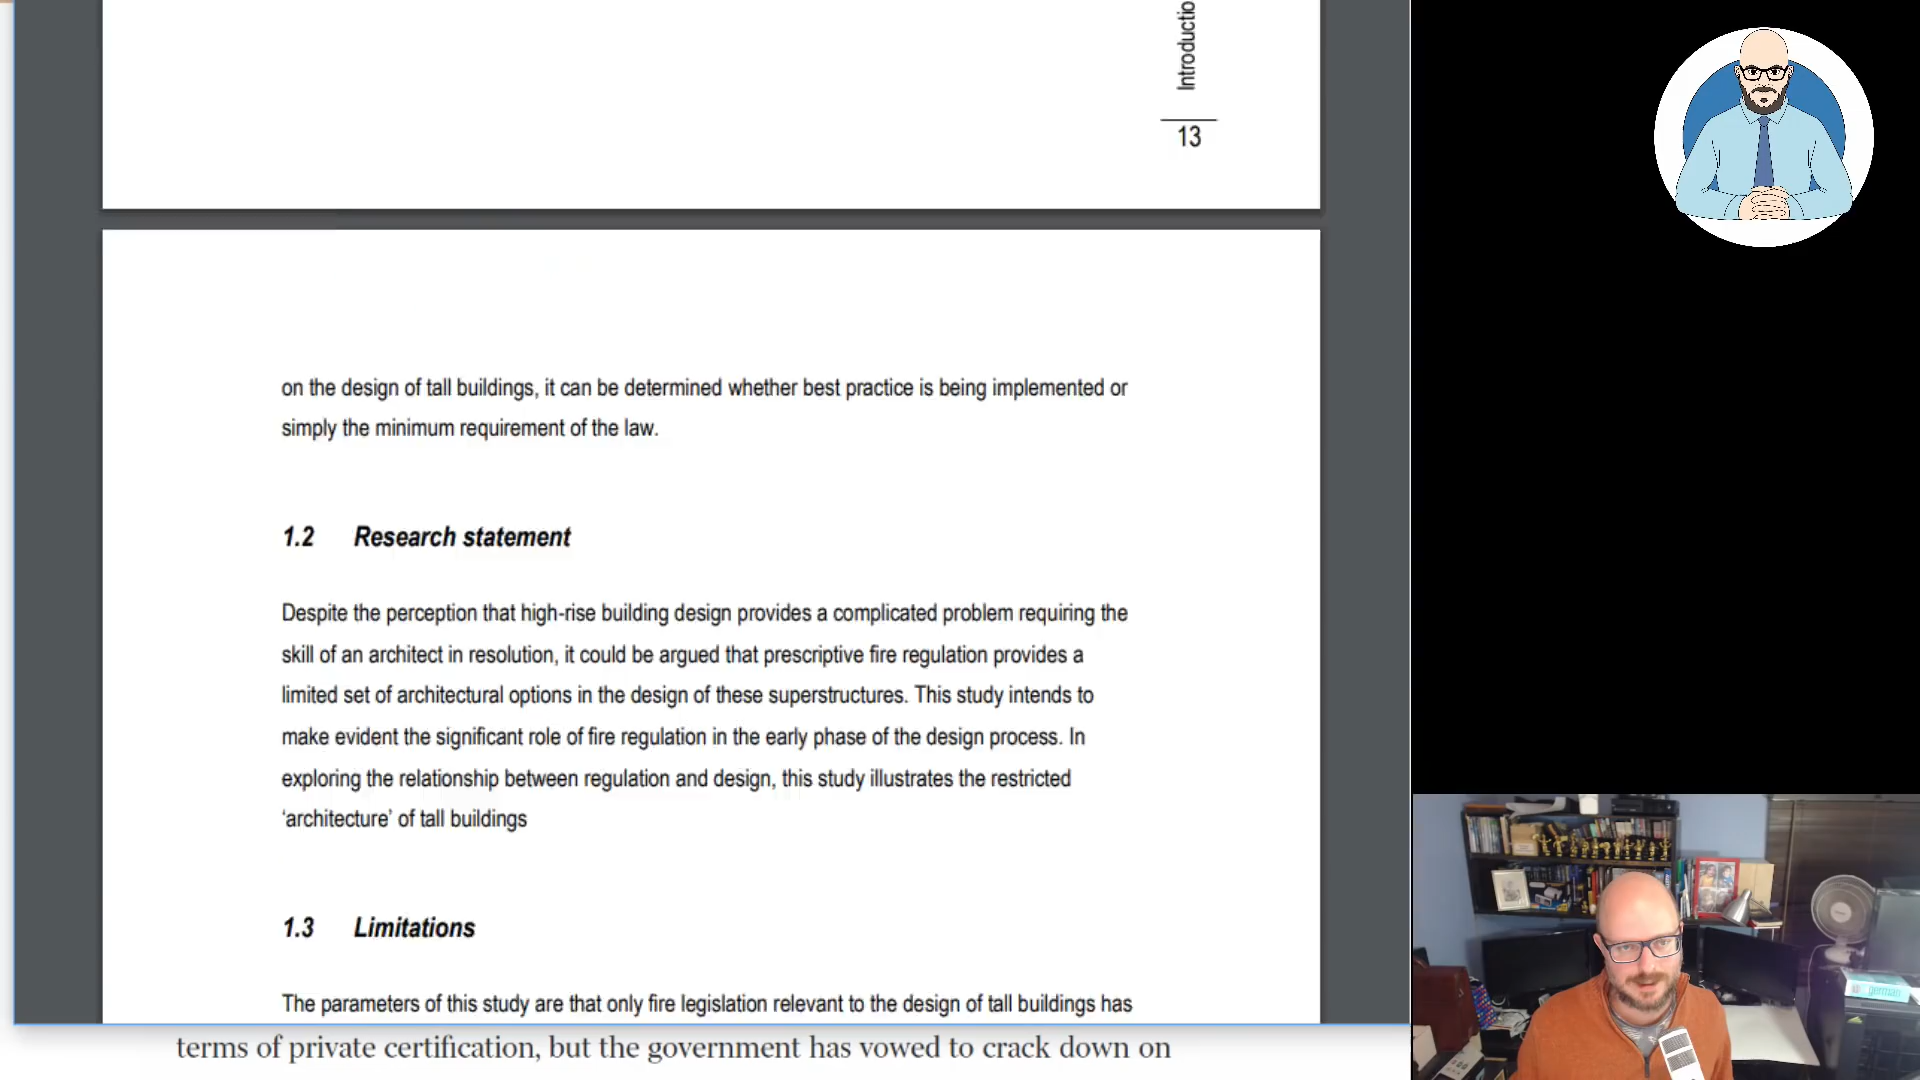 Introductio
13
on the design of tall buildings, it can be determined whether best practice is being implemented or
simply the minimum requirement of the law.
1.2 Research statement
Despite the perception that high-rise building design provides a complicated problem requiring the
skill of an architect in resolution, it could be argued that prescriptive fire regulation provides a
limited set of architectural options in the design of these superstructures. This study intends to
make evident the significant role of fire regulation in the early phase of the design process. In
exploring the relationship between regulation and design, this study illustrates the restricted
‘architecture’ of tall buildings
1.3 Limitations
The parameters of this study are that only fire legislation relevant to the design of tall buildings has
terms of private certification, but the government has vowed to crack down on
german